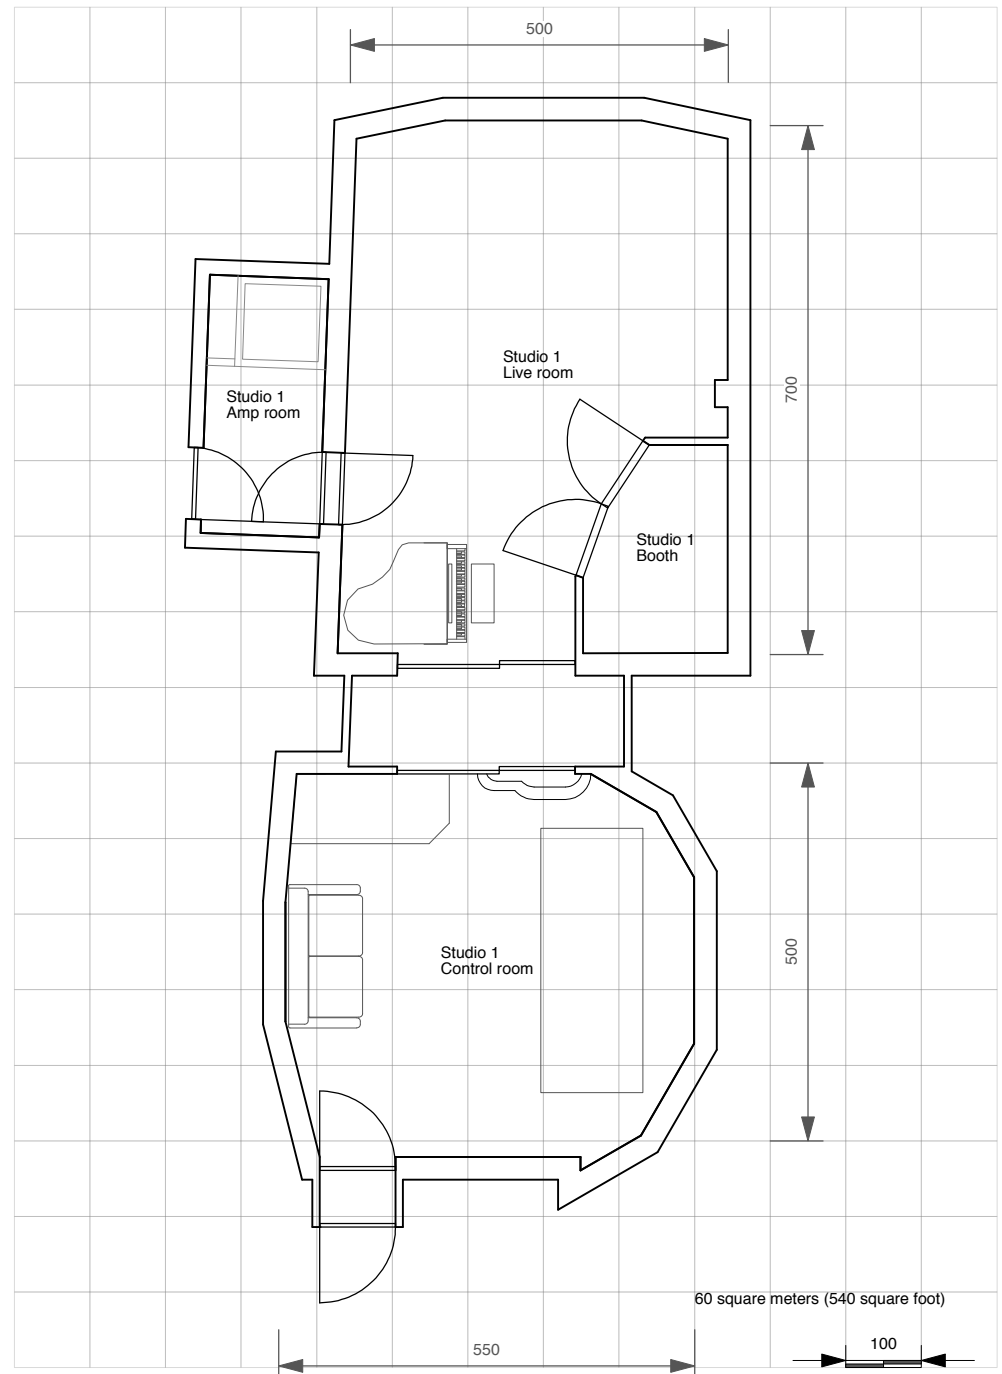 500
Studio 1
Live room
700
Studio 1
Amp room
Studio 1
Booth
Studio 1
Control room
500
60 square meters (540 square foot)
100
550